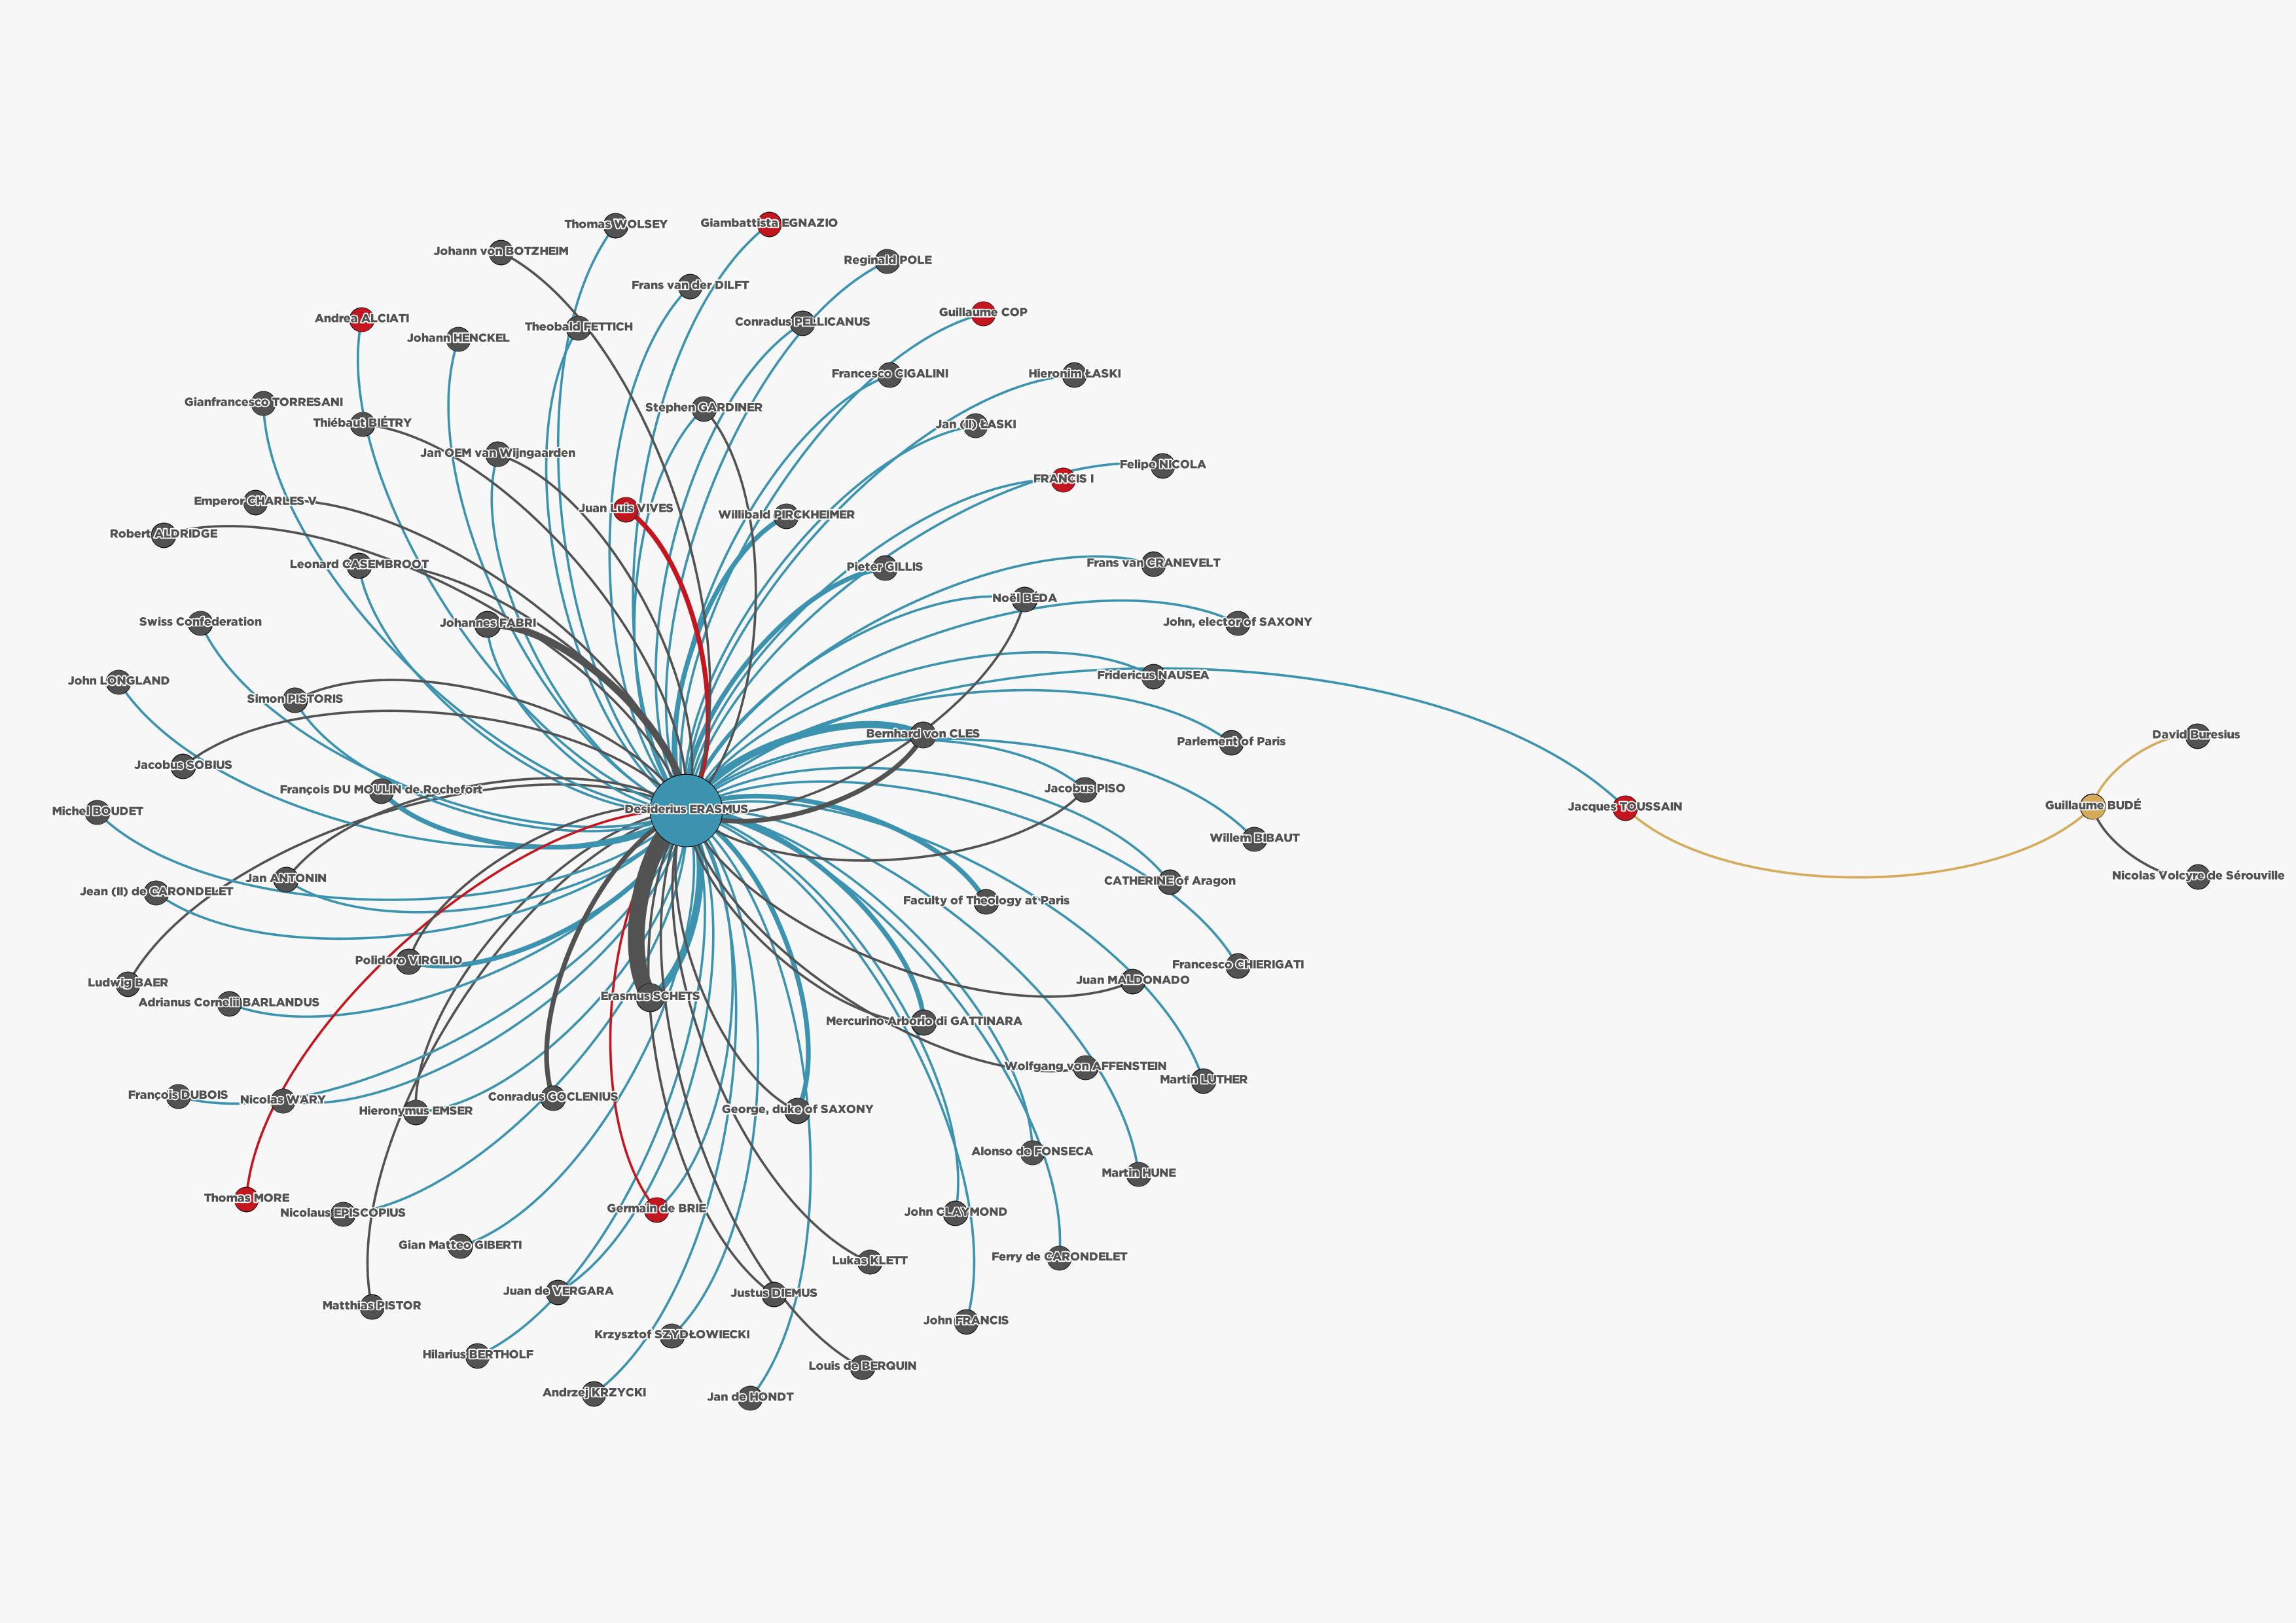 Giambattista EGNAZIO
Thomas WOLSEY
Johann von BOTZHEIM
Reginald POLE
Frans van der DILFT
Guillaume COP
Andrea ALCIATI
Conradus PELLICANUS
Theobald FETTICH
Johann HENCKEL
Francesco CIGALINI
Hieronim ŁASKI
Gianfrancesco TORRESANI
Stephen GARDINER
Thiébaut BIÉTRY
Jan (II) ŁASKI
Jan OEM van Wijngaarden
Felipe NICOLA
FRANCIS I
Emperor CHARLES V
Juan Luis VIVES
Willibald PIRCKHEIMER
Robert ALDRIDGE
Leonard CASEMBROOT
Frans van CRANEVELT
Pieter GILLIS
Noël BÉDA
Swiss Confederation
Johannes FABRI
John, elector of SAXONY
Fridericus NAUSEA
John LONGLAND
Simon PISTORIS
Bernhard von CLES
David Buresius
Parlement of Paris
Jacobus SOBIUS
Jacobus PISO
François DU MOULIN de Rochefort
Guillaume BUDÉ
Jacques TOUSSAIN
Desiderius ERASMUS
Michel BOUDET
Willem BIBAUT
Nicolas Volcyre de Sérouville
Jan ANTONIN
CATHERINE of Aragon
Jean (II) de CARONDELET
Faculty of Theology at Paris
Polidoro VIRGILIO
Francesco CHIERIGATI
Juan MALDONADO
Ludwig BAER
Erasmus SCHETS
Adrianus Cornelii BARLANDUS
Mercurino Arborio di GATTINARA
Wolfgang von AFFENSTEIN
Martin LUTHER
François DUBOIS
Conradus GOCLENIUS
Nicolas WARY
George, duke of SAXONY
Hieronymus EMSER
Alonso de FONSECA
Martin HUNE
Thomas MORE
Germain de BRIE
Nicolaus EPISCOPIUS
John CLAYMOND
Gian Matteo GIBERTI
Ferry de CARONDELET
Lukas KLETT
Juan de VERGARA
Justus DIEMUS
Matthias PISTOR
John FRANCIS
Krzysztof SZYDŁOWIECKI
Hilarius BERTHOLF
Louis de BERQUIN
Andrzej KRZYCKI
Jan de HONDT